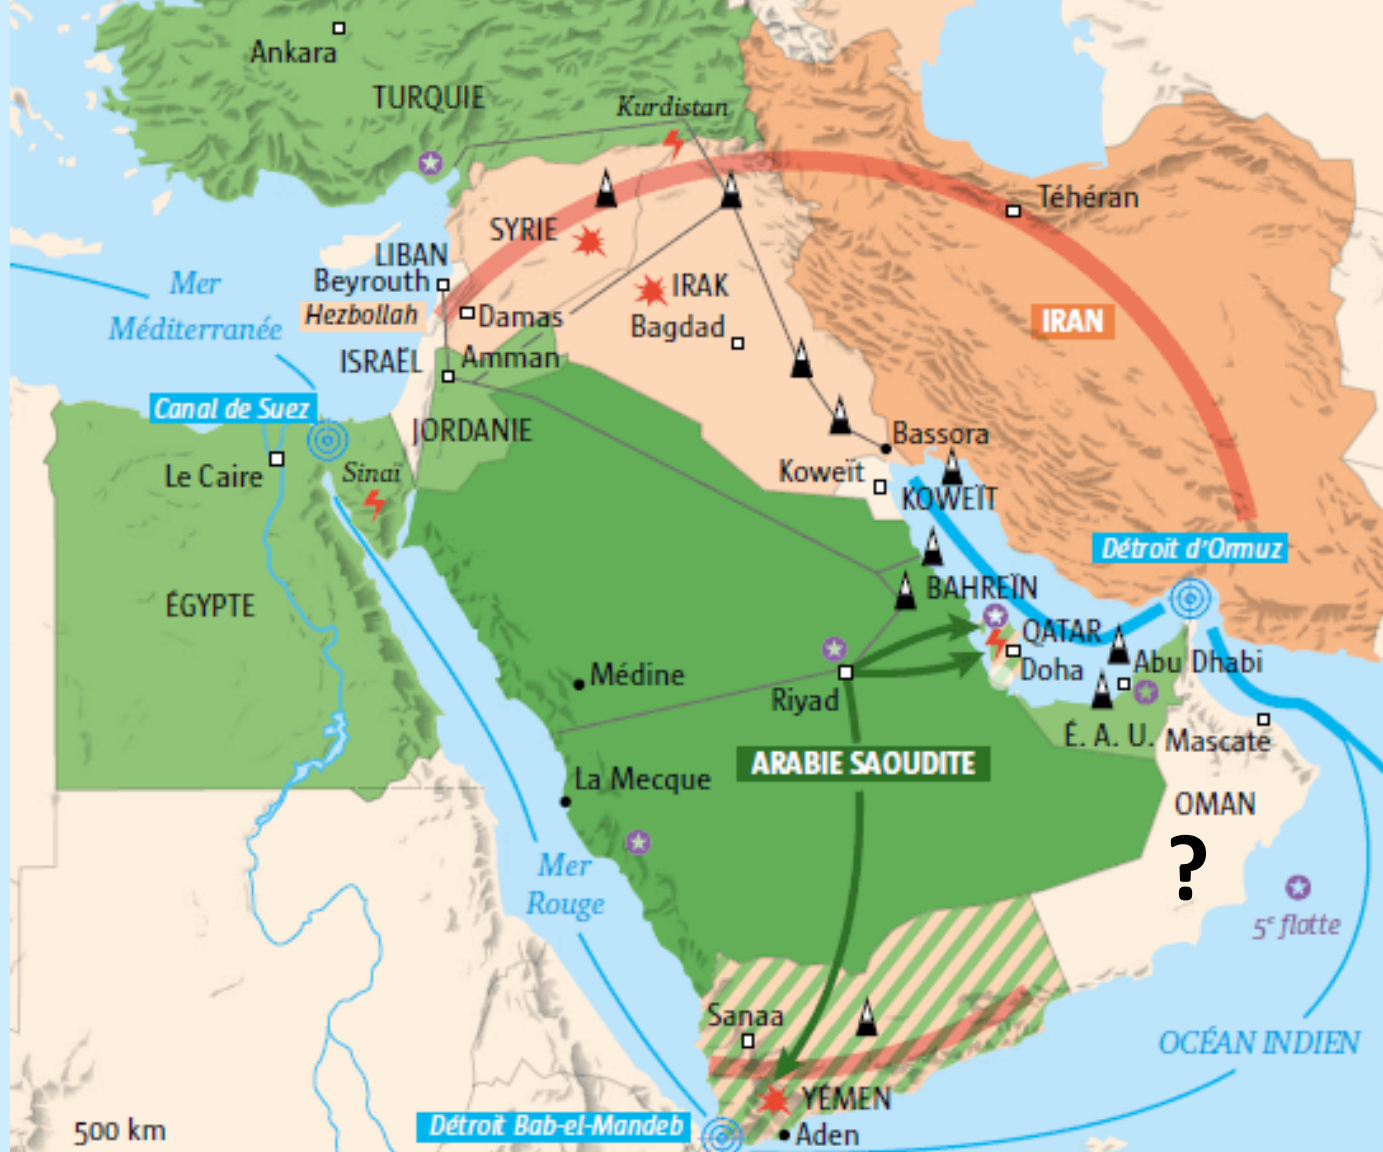 Ankara
TURQUIE
Kurdistan
Téhéran
SYRIE
LIBAN
Beyrouth
Mer
Méditerranée
Hezbollah
Damas
IRAK
Bagdad
IRAN
ISRAËL
Amman
Canal de Suez
JORDANIE
Bassora
Le Caire
Sinaï
Koweït
KOWEÏT
Détroit d'Ormuz
ÉGYPTE
BAHREÏN
QATAR
Doha
Abu Dhabi
Médine
Riyad
É. A. U.
Mascate
ARABIE SAOUDITE
La Mecque
OMAN
?
Mer
Rouge
5e flotte
Sanaa
OCÉAN INDIEN
YÉMEN
Détroit Bab-el-Mandeb
Aden
500 km